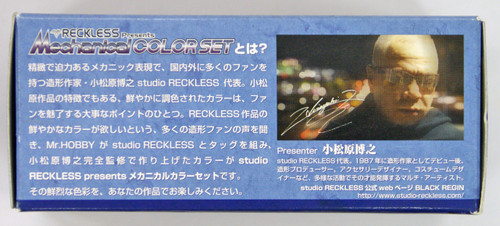 RECKLESS Presents
Mechanical COLOR SETとは?
精緻で迫力あるメカニック表現で、国内外に多くのファンを
持つ造形作家・小松原博之 studio RECKLESS 代表。小松
原作品の特徴でもある、鮮やかに調色されたカラーは、ファ
ンを魅了する大事なポイントのひとつ。RECKLESS作品の
鮮やかなカラーが欲しいという、多くの造形ファンの声を聞
き、Mr.HOBBY が studio RECKLESS とタッグを組み、
小松原博之完全監修で作り上げたカラーが studio
RECKLESS presents メカニカルカラーセットです。
その鮮烈な色彩を、あなたの作品でお楽しみください。
Presenter 小松原博之
studio RECKLESS代表。1987年に造形作家としてデビュー後、
造形プロデューサー、アクセサリーデザイナー、コスチュームデザ
イナーなど、多様な活動でその才能発揮するマルチ・アーティスト。
studio RECKLESS 公式 web ページ BLACK REGIN
http://www.studio-reckless.com/